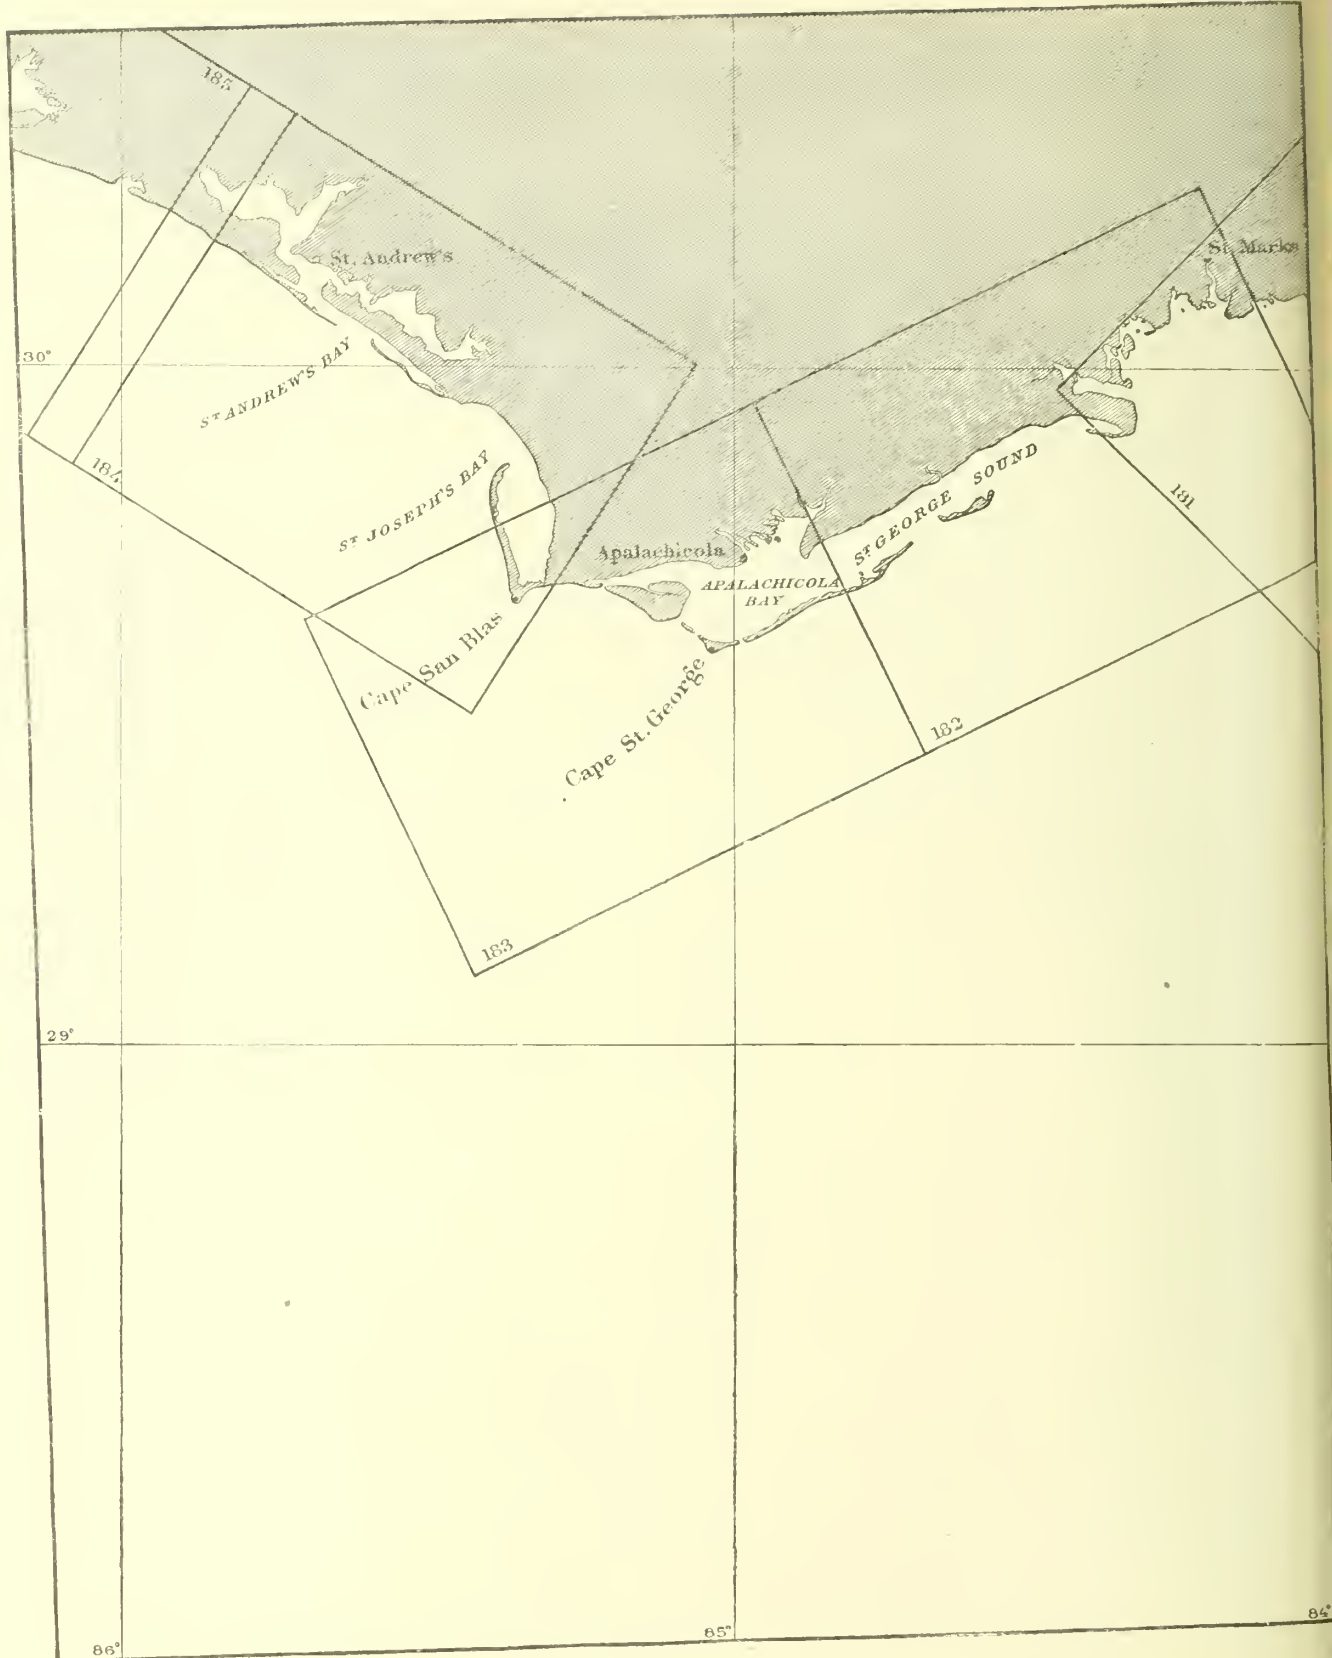 185
St. Andrew's
St. Marks
30°
ST ANDREW'S BAY
184
ST JOSEPH'S BAY
ST GEORGE SOUND
181
Apalachicola
APALACHICOLA
BAY
Cape San Blas
Cape St. George
182
183
29°
86°
85°
84°